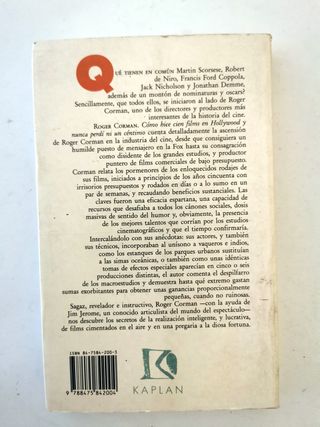 QUÉ TIENEN EN COMÚN Martin Scorsese, Robert
de Niro, Francis Ford Coppola,
Jack Nicholson y Jonathan Demme,
además de un montón de nominaturas y oscars?
Sencillamente, que todos ellos, se iniciaron al lado de Roger
Corman, uno de los directores y productores más
interesantes de la historia del cine.
ROGER CORMAN. Cómo hice cien films en Hollywood y
nunca perdí ni un céntimo cuenta detalladamente la ascensión
de Roger Corman en la industria del cine, desde que consiguiera un
humilde puesto de mensajero en la Fox hasta su consagración
como disidente de los grandes estudios, y productor
puntero de films comerciales de bajo presupuesto.
Corman relata los pormenores de los enloquecidos rodajes de
sus films, iniciados a principios de los años cincuenta con
irrisorios presupuestos y rodados en días o a lo sumo en un
par de semanas, y recaudando beneficios sustanciales. Las
claves fueron una eficacia espartana, una capacidad de
recursos que desafiaba a todos los cánones sociales, dosis
masivas de sentido del humor y, obviamente, la presencia
de los mejores talentos que corrían por los estudios
cinematográficos y que el tiempo confirmaría.
Intercalándolo con sus anécdotas: sus actores, y también
sus técnicos, incorporaban al unísono a vaqueros e indios,
como los estanques de los parques urbanos sustituían
a las simas oceánicas, o también como unas idénticas
tomas de efectos especiales aparecían en cinco o seis
producciones distintas, el autor comenta el despilfarro
de los macroestudios y demuestra hasta qué extremo gastan
sumas exorbitantes para obtener unas ganancias proporcionalmente
pequeñas, cuando no ruinosas.
Sagaz, revelador e instructivo, Roger Corman —con la ayuda de
Jim Jerome, un conocido articulista del mundo del espectáculo—
nos descubre los secretos de la realización inteligente, y lucrativa,
de films cimentados en el aire y en una pregaria a la diosa fortuna.
ISBN 84-7584-200-3
9 788475 842004
K
KAPLAN